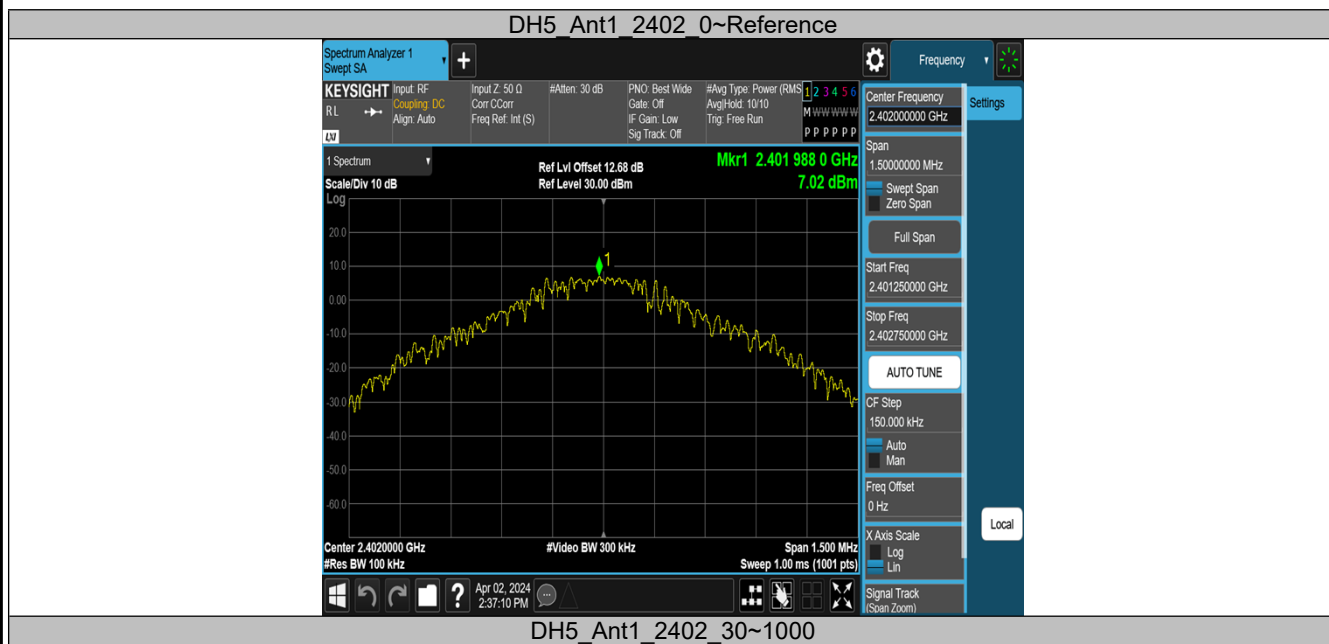 DH5_Ant1_2402_0~Reference
Spectrum Analyzer 1
Swept SA
+
Frequency
KEYSIGHT
RL
LXI
Input: RF
Coupling: DC
Align: Auto
Input Z: 50 Ω
Corr CCorr
Freq Ref: Int (S)
#Atten: 30 dB
PNO: Best Wide
Gate: Off
IF Gain: Low
Sig Track: Off
#Avg Type: Power (RMS
Avg|Hold: 10/10
Trig: Free Run
1 2 3 4 5 6
M W W W W W
P P P P P P
Center Frequency
2.402000000 GHz
Settings
Span
1.50000000 MHz
Swept Span
Zero Span
Full Span
Start Freq
2.401250000 GHz
Stop Freq
2.402750000 GHz
AUTO TUNE
CF Step
150.000 kHz
Auto
Man
Freq Offset
0 Hz
X Axis Scale
Log
Lin
Signal Track
(Span Zoom)
Local
1 Spectrum
Scale/Div 10 dB
Log
Ref Lvl Offset 12.68 dB
Ref Level 30.00 dBm
Mkr1 2.401 988 0 GHz
7.02 dBm
1
20.0
10.0
0.00
-10.0
-20.0
-30.0
-40.0
-50.0
-60.0
Center 2.4020000 GHz
#Res BW 100 kHz
#Video BW 300 kHz
Span 1.500 MHz
Sweep 1.00 ms (1001 pts)
?
Apr 02, 2024
2:37:10 PM
DH5_Ant1_2402_30~1000